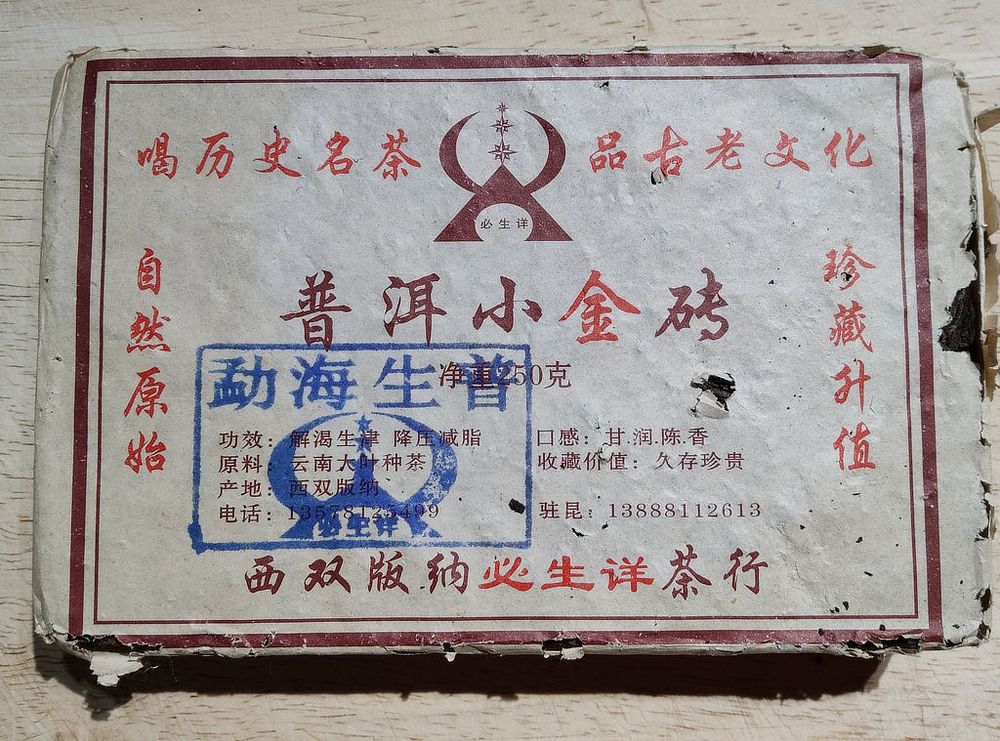 喝历史名茶 品古老文化
必生详
自然原始
珍藏升值
普洱小金砖
净重250克
勐海生普
功效：解渴生津 降压减脂
口感：甘.润.陈.香
原料：云南大叶种茶
收藏价值：久存珍贵
产地：西双版纳
电话：13578125499
驻昆：13888112613
西双版纳必生详茶行